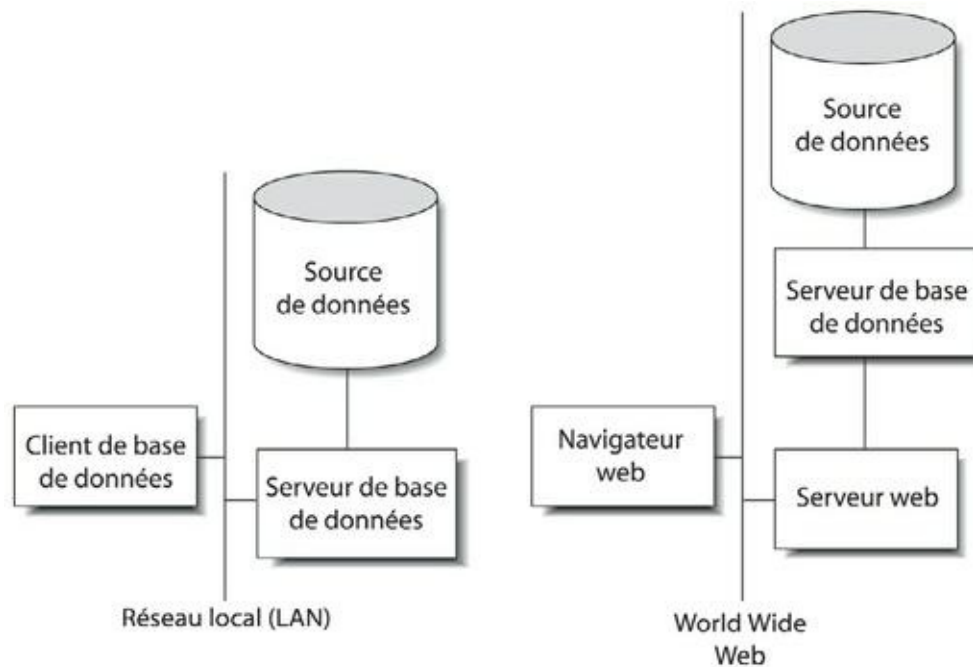 Source
de données
Client de base
de données
Serveur de base
de données
Réseau local (LAN)
Source
de données
Serveur de base
de données
Navigateur
web
Serveur web
World Wide
Web